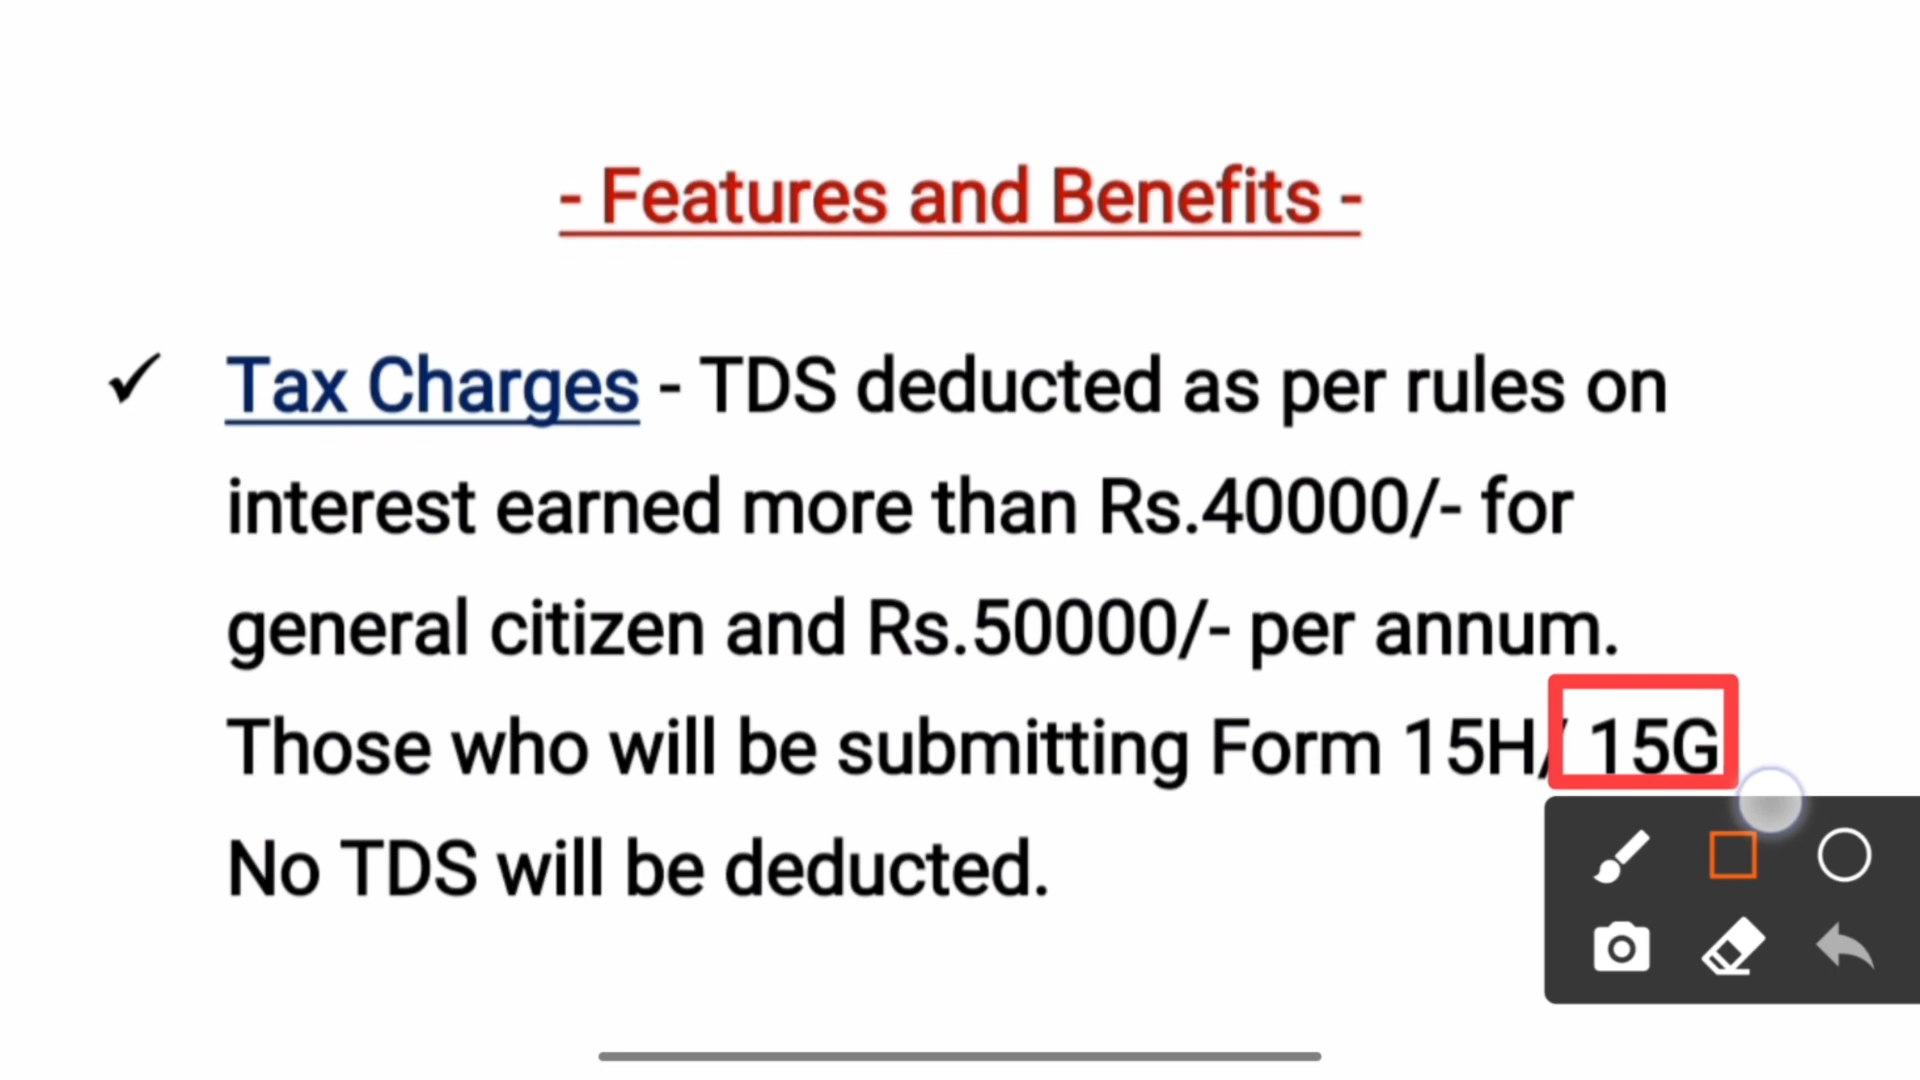 - Features and Benefits -
✓ Tax Charges - TDS deducted as per rules on
interest earned more than Rs.40000/- for
general citizen and Rs.50000/- per annum.
Those who will be submitting Form 15H/ 15G
No TDS will be deducted.